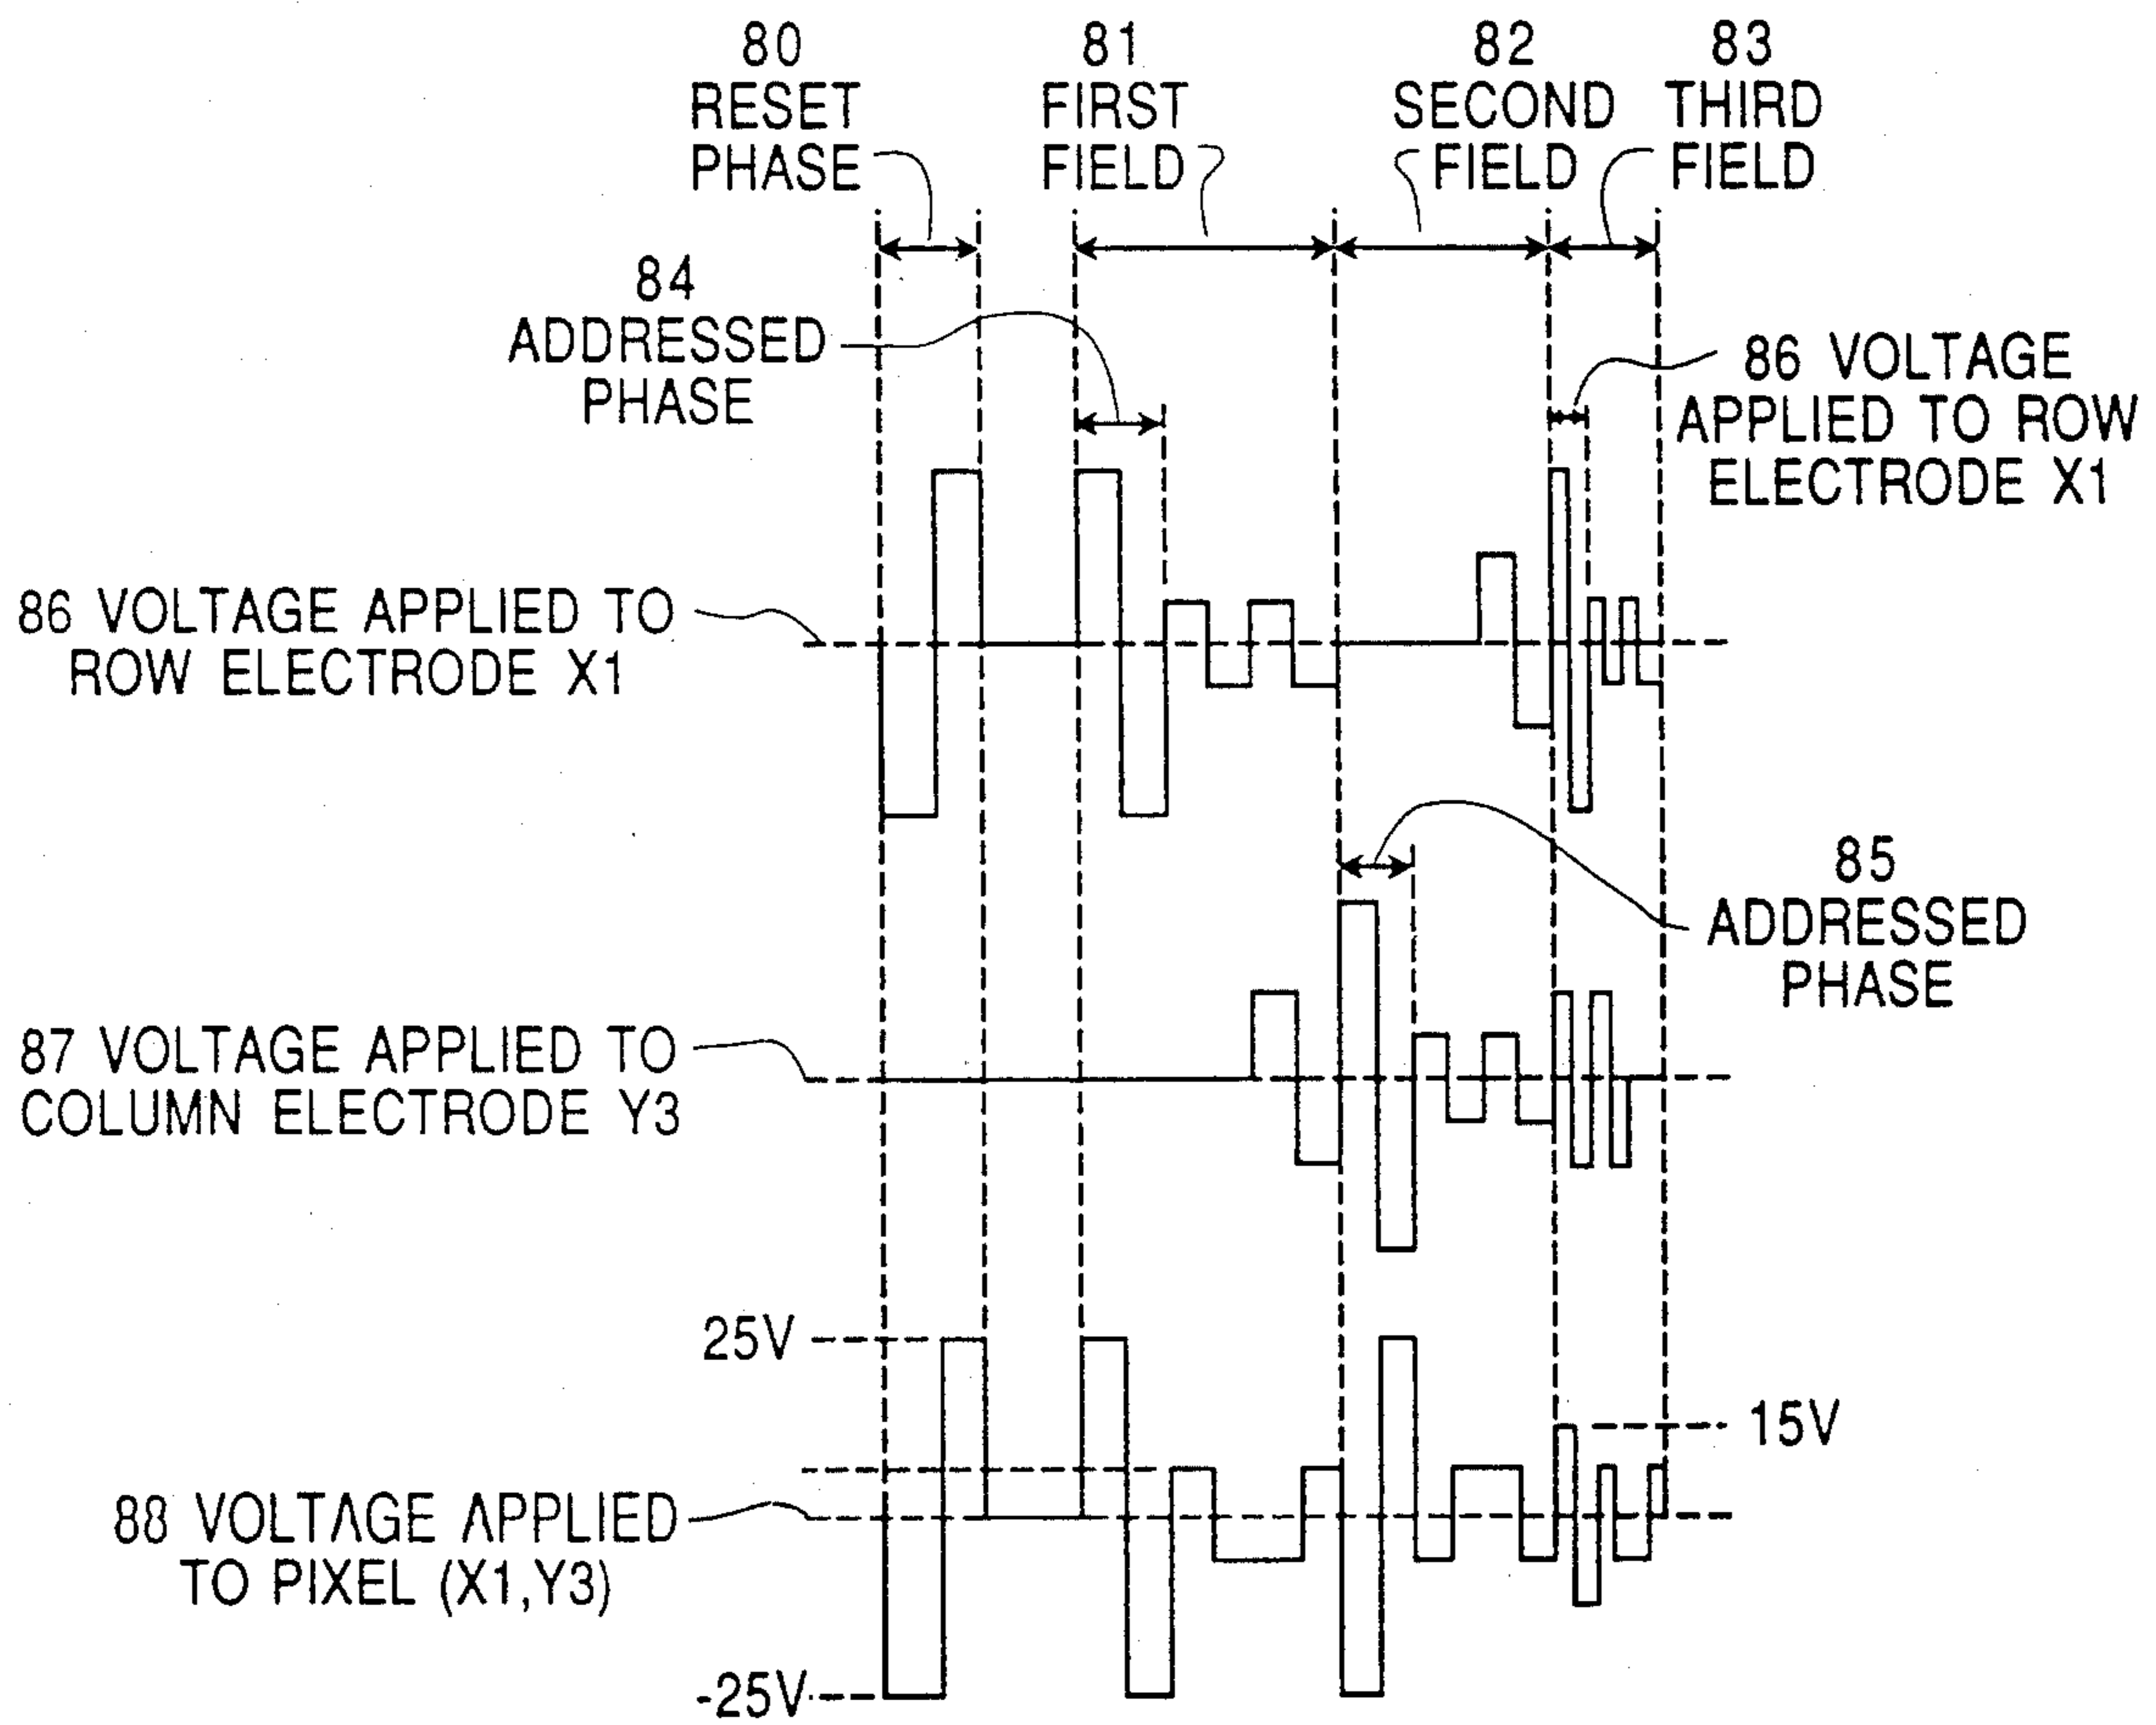 80
RESET
PHASE
81
FIRST
FIELD
82
SECOND
FIELD
83
THIRD
FIELD
84
ADDRESSED
PHASE
86 VOLTAGE
APPLIED TO ROW
ELECTRODE X1
86 VOLTAGE APPLIED TO
ROW ELECTRODE X1
85
ADDRESSED
PHASE
87 VOLTAGE APPLIED TO
COLUMN ELECTRODE Y3
25V
15V
88 VOLTAGE APPLIED
TO PIXEL (X1,Y3)
-25V